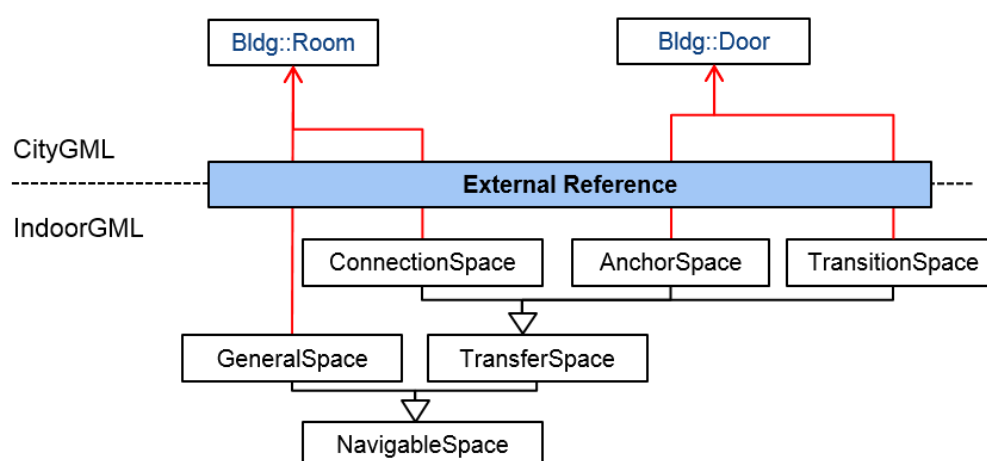 Bldg::Room
Bldg::Door
CityGML
External Reference
IndoorGML
ConnectionSpace
AnchorSpace
TransitionSpace
GeneralSpace
TransferSpace
NavigableSpace